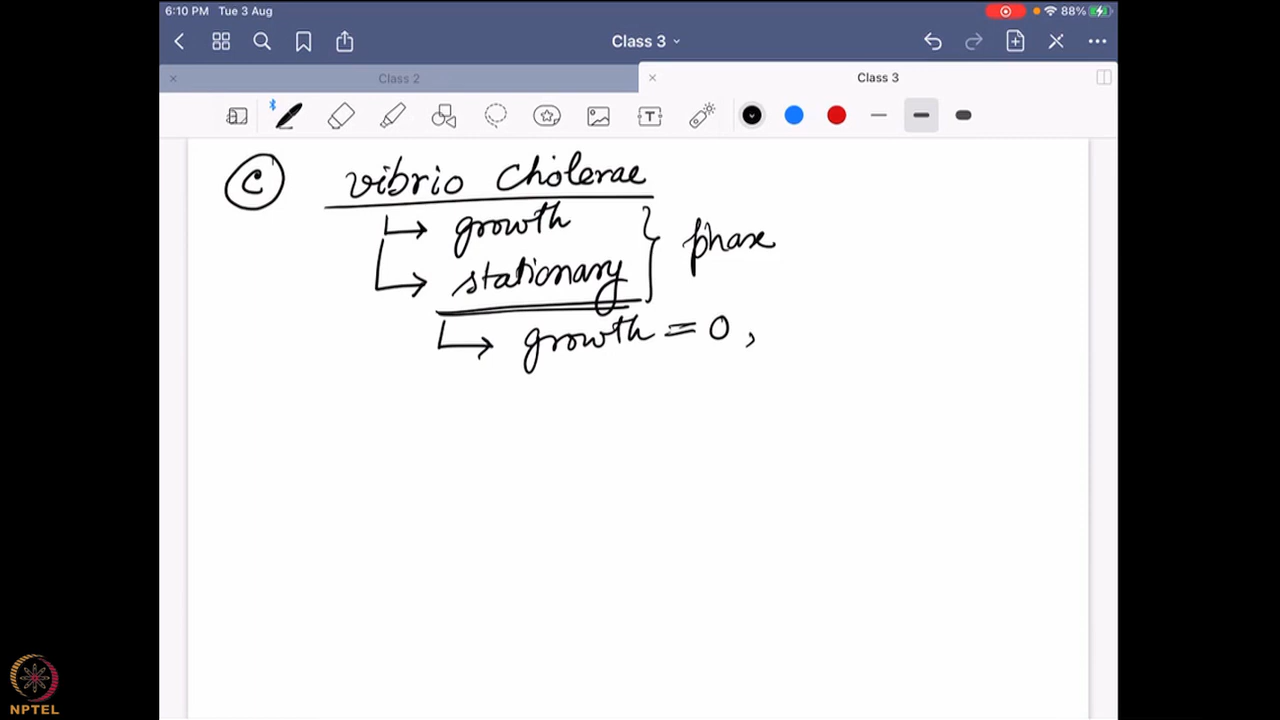 6:10 PM Tue 3 Aug 88%
Class 3
Class 2 Class 3
T
C vibrio cholerae
growth
stationary } phase
growth = 0,
NPTEL